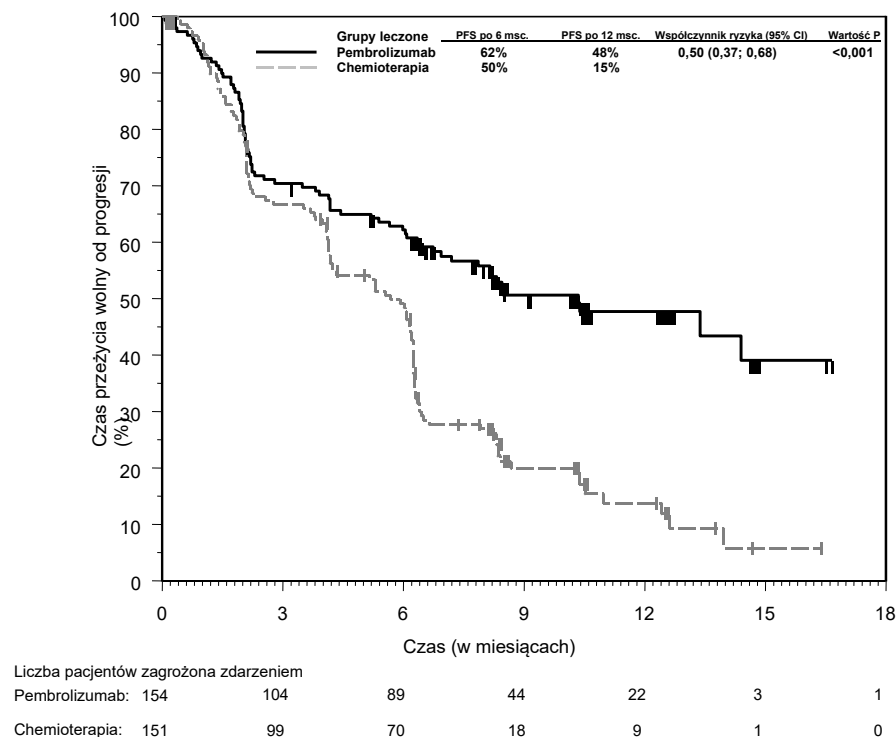 Grupy leczone PFS po 6 msc. PFS po 12 msc. Współczynnik ryzyka (95% CI) Wartość P
Pembrolizumab 62% 48% 0,50 (0,37; 0,68) <0,001
Chemioterapia 50% 15%
100
90
80
70
60
50
40
30
20
10
0
Czas przeżycia wolny od progresji
(%)
0 3 6 9 12 15 18
Czas (w miesiącach)
Liczba pacjentów zagrożona zdarzeniem
Pembrolizumab: 154 104 89 44 22 3 1
Chemioterapia: 151 99 70 18 9 1 0